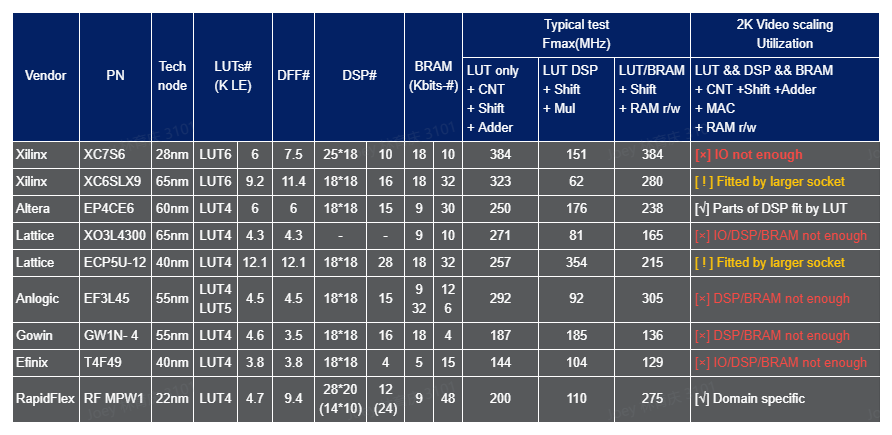 Vendor PN Tech node LUTs# (K LE) DFF# DSP# BRAM (Kbits-#) Typical test Fmax(MHz) 2K Video scaling Utilization
LUT only + CNT + Shift + Adder LUT DSP + Shift + Mul LUT/BRAM + Shift + RAM r/w LUT && DSP && BRAM + CNT +Shift +Adder + MAC + RAM r/w
Xilinx XC7S6 28nm LUT6 6 7.5 25*18 10 18 10 384 151 384 [×] IO not enough
Xilinx XC6SLX9 65nm LUT6 9.2 11.4 18*18 16 18 32 323 62 280 [ ! ] Fitted by larger socket
Altera EP4CE6 60nm LUT4 6 6 18*18 15 9 30 250 176 238 [√] Parts of DSP fit by LUT
Lattice XO3L4300 65nm LUT4 4.3 4.3 - - 9 10 271 81 165 [×] IO/DSP/BRAM not enough
Lattice ECP5U-12 40nm LUT4 12.1 12.1 18*18 28 18 32 257 354 215 [ ! ] Fitted by larger socket
Anlogic EF3L45 55nm LUT4 LUT5 4.5 4.5 18*18 15 9 32 12 6 292 92 305 [×] DSP/BRAM not enough
Gowin GW1N- 4 55nm LUT4 4.6 3.5 18*18 16 18 4 187 185 136 [×] DSP/BRAM not enough
Efinix T4F49 40nm LUT4 3.8 3.8 18*18 4 5 15 144 104 129 [×] IO/DSP/BRAM not enough
RapidFlex RF MPW1 22nm LUT4 4.7 9.4 28*20 (14*10) 12 (24) 9 48 200 110 275 [√] Domain specific